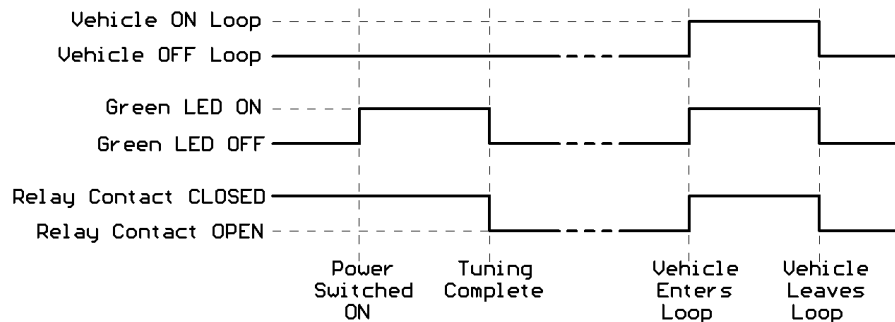 Vehicle ON Loop
Vehicle OFF Loop
Green LED ON
Green LED OFF
Relay Contact CLOSED
Relay Contact OPEN
Power
Switched
ON
Tuning
Complete
Vehicle
Enters
Loop
Vehicle
Leaves
Loop